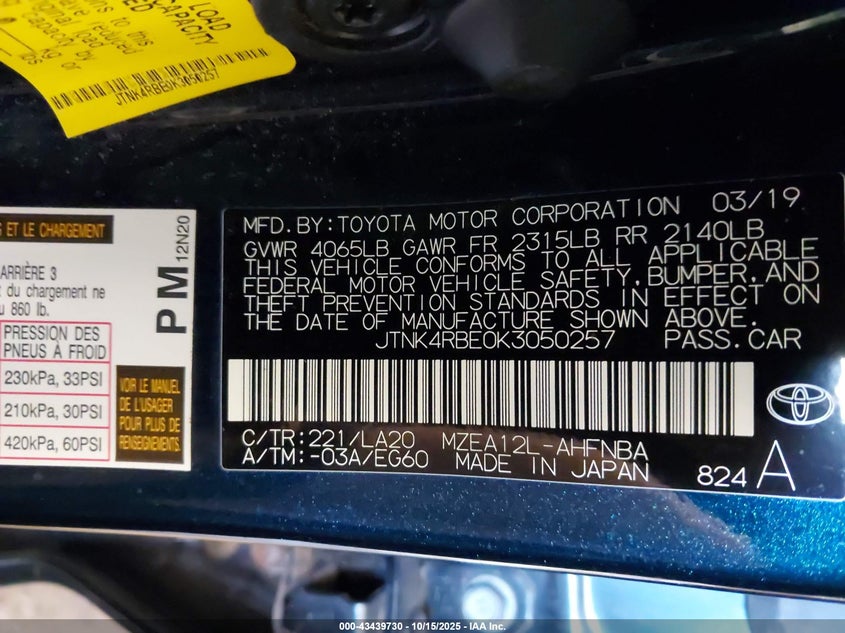 LOAD
CAPACITY
JTNK4RBE0K3050257
ET LE CHARGEMENT
ARRIÈRE 3
du chargement ne
860 lb.
PRESSION DES
PNEUS À FROID
230kPa, 33PSI
210kPa, 30PSI
420kPa, 60PSI
PM
12N20
VOIR LE MANUEL
DE L'USAGER
POUR PLUS DE
RENSEIGNEMENTS.
MFD.BY:TOYOTA MOTOR CORPORATION 03/19
GVWR 4065LB GAWR FR 2315LB RR 2140LB
THIS VEHICLE CONFORMS TO ALL APPLICABLE
FEDERAL MOTOR VEHICLE SAFETY,BUMPER,AND
THEFT PREVENTION STANDARDS IN EFFECT ON
THE DATE OF MANUFACTURE SHOWN ABOVE.
JTNK4RBE0K3050257 PASS.CAR
C/TR:221/LA20 MZEA12L-AHFNBA
A/TM:-03A/EG60 MADE IN JAPAN
824 A
000-43439730 - 10/15/2025 - © IAA Inc.